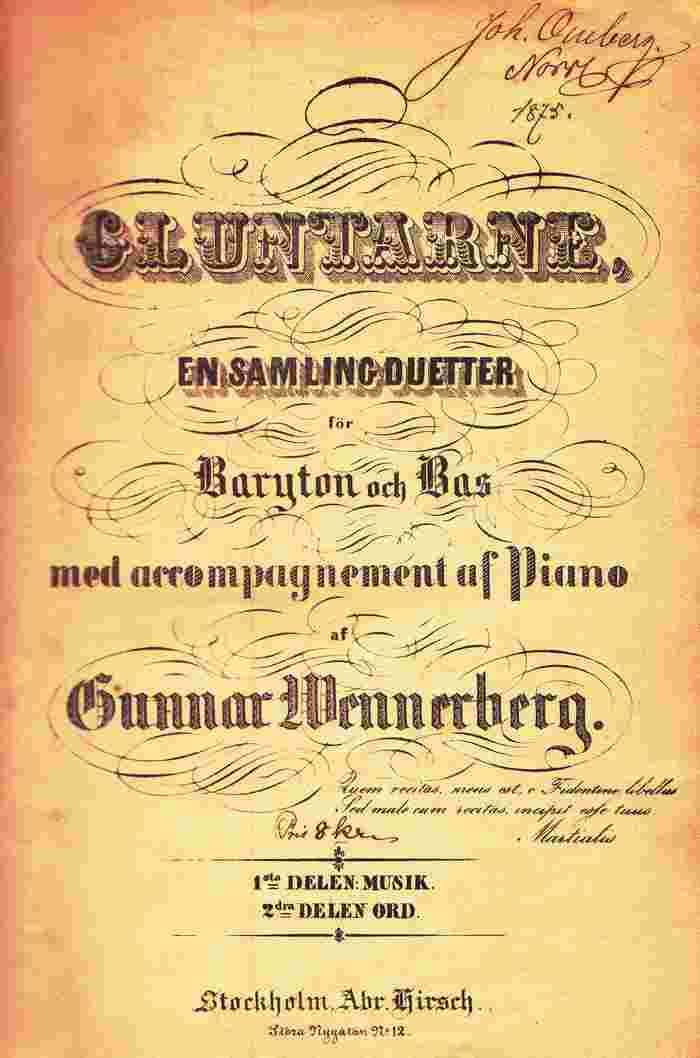 Joh. Omberg.
1875.
GLUNTARNE,
EN SAMLING DUETTER
för
Baryton och Bas
med accompagnement af Piano
af
Gunnar Wennerberg.
Quem recitas, meus est, o Fidentine libellus
Sed male cum recitas, incipit esse tuus
Martialis
Pris 8 kr
1sta DELEN: MUSIK.
2dra DELEN ORD.
Stockholm, Abr. Hirsch.
Stora Nygatan No 12.